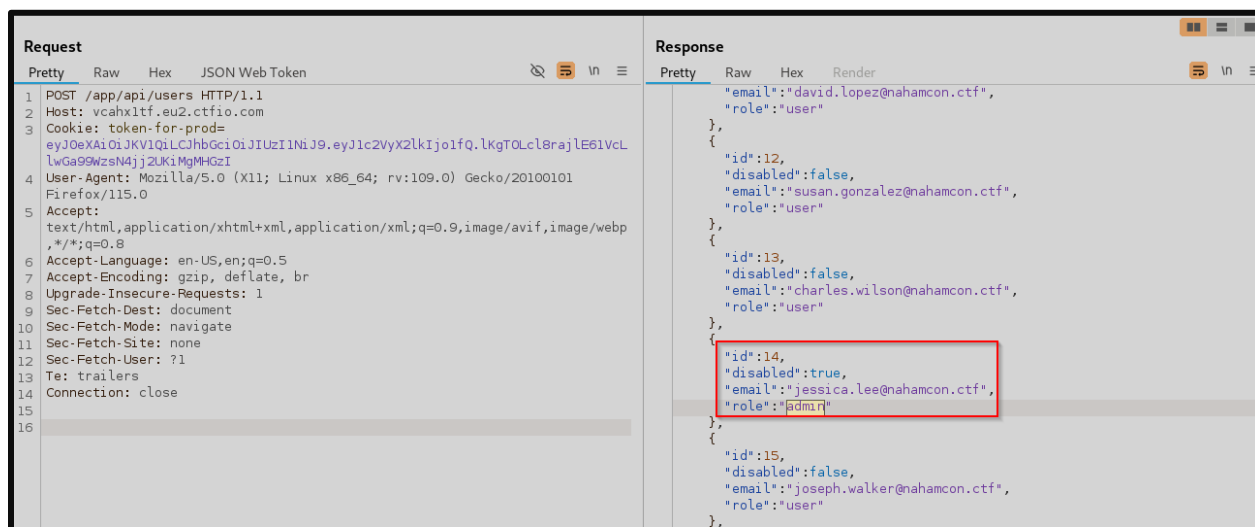 Request
Pretty Raw Hex JSON Web Token \n
1 POST /app/api/users HTTP/1.1
2 Host: vcahx1tf.eu2.ctfio.com
3 Cookie: token-for-prod=
eyJ0eXAiOiJKV1QiLCJhbGciOiJIUzI1NiJ9.eyJ1c2VyX2lkIjo1fQ.lKgTOLcl8rajlE61VcL
lwGa99WzsN4jj2UKiMgMHGzI
4 User-Agent: Mozilla/5.0 (X11; Linux x86_64; rv:109.0) Gecko/20100101
Firefox/115.0
5 Accept:
text/html,application/xhtml+xml,application/xml;q=0.9,image/avif,image/webp
,*/*;q=0.8
6 Accept-Language: en-US,en;q=0.5
7 Accept-Encoding: gzip, deflate, br
8 Upgrade-Insecure-Requests: 1
9 Sec-Fetch-Dest: document
10 Sec-Fetch-Mode: navigate
11 Sec-Fetch-Site: none
12 Sec-Fetch-User: ?1
13 Te: trailers
14 Connection: close
15
16
Response
Pretty Raw Hex Render \n
"email":"david.lopez@nahamcon.ctf",
"role":"user"
},
{
"id":12,
"disabled":false,
"email":"susan.gonzalez@nahamcon.ctf",
"role":"user"
},
{
"id":13,
"disabled":false,
"email":"charles.wilson@nahamcon.ctf",
"role":"user"
},
{
"id":14,
"disabled":true,
"email":"jessica.lee@nahamcon.ctf",
"role":"admin"
},
{
"id":15,
"disabled":false,
"email":"joseph.walker@nahamcon.ctf",
"role":"user"
},